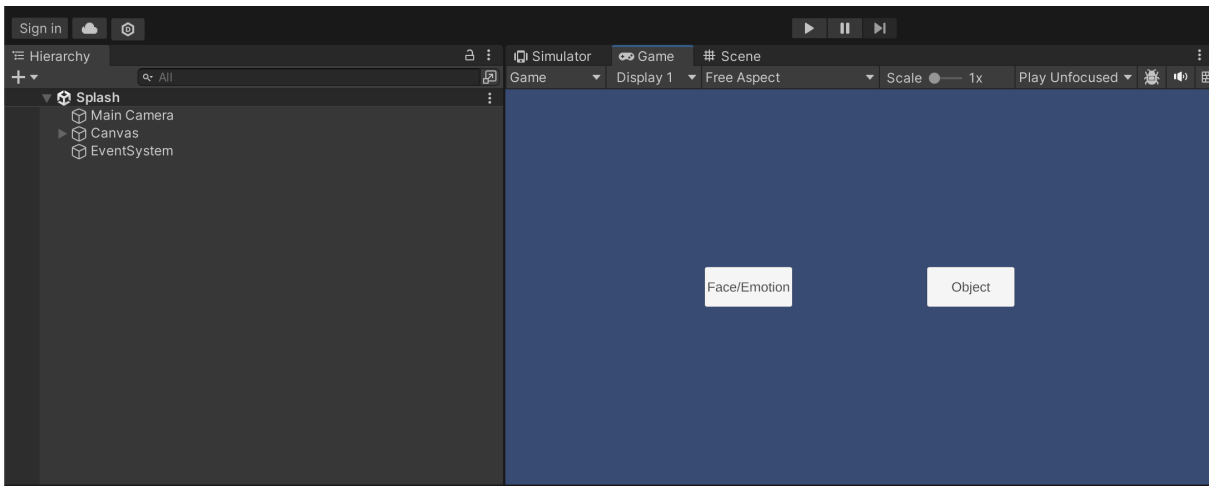 Sign in
Hierarchy
Simulator
Game
Scene
All
Game
Display 1
Free Aspect
Scale
1x
Play Unfocused
Splash
Main Camera
Canvas
EventSystem
Face/Emotion
Object